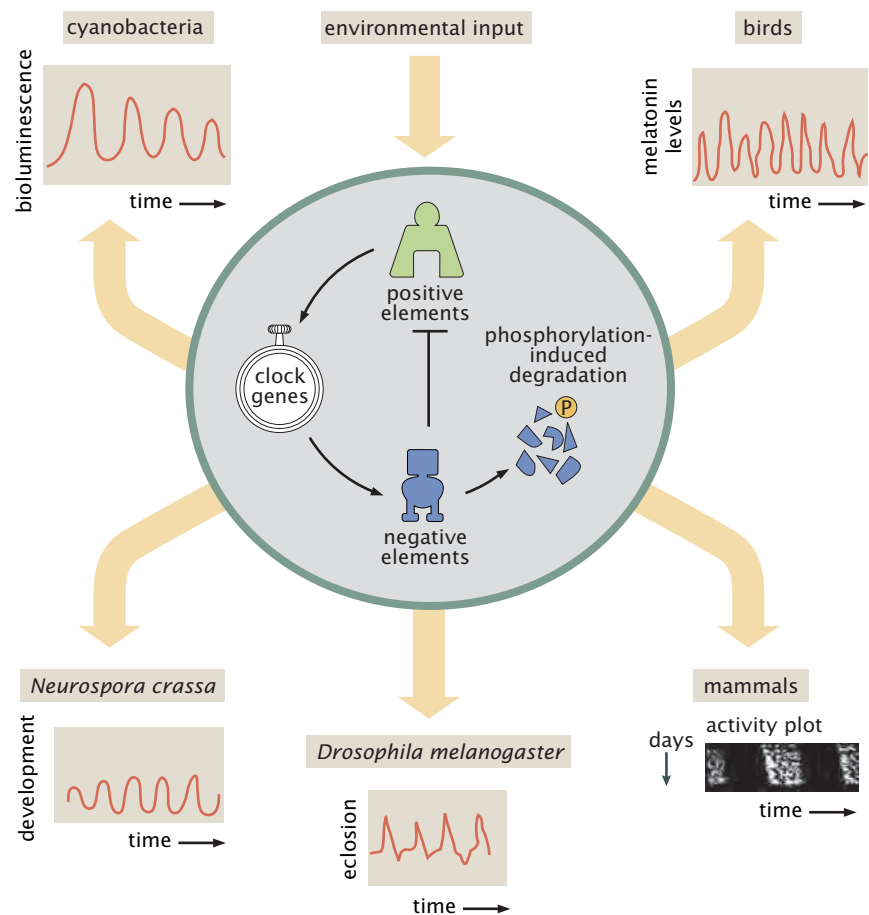 cyanobacteria
environmental input
birds
bioluminescence
time
melatonin
levels
time
positive
elements
phosphorylation-
induced
degradation
clock
genes
P
negative
elements
Neurospora crassa
development
time
Drosophila melanogaster
eclosion
time
mammals
activity plot
days
time